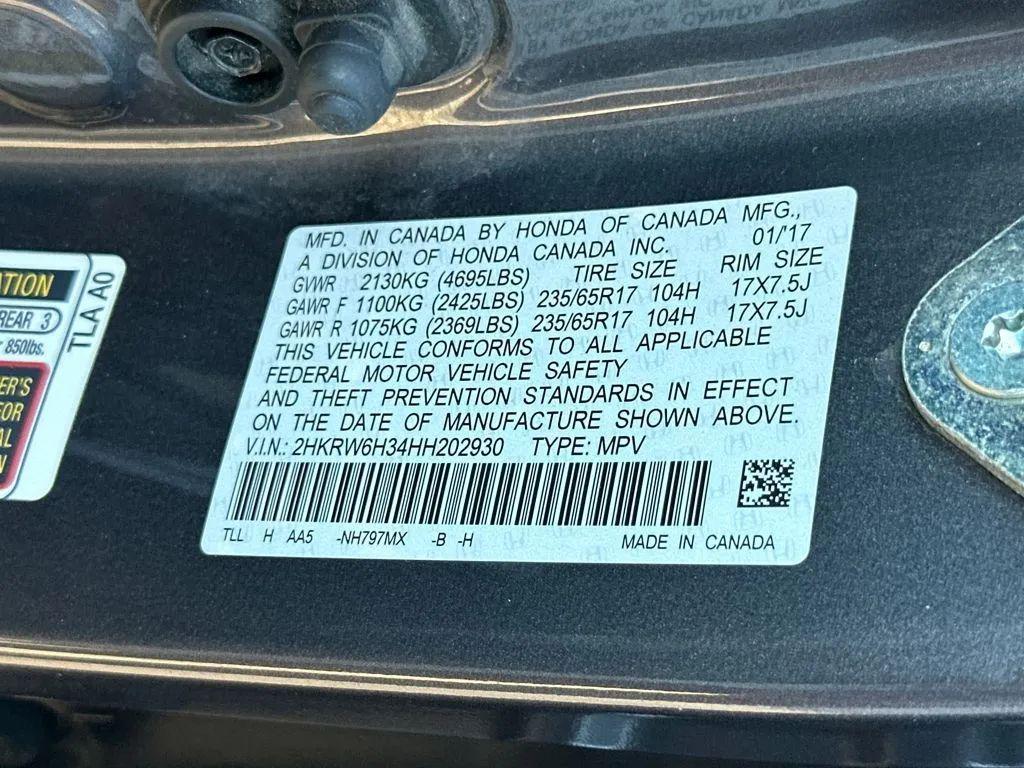 MFD. IN CANADA BY HONDA OF CANADA MFG.,
A DIVISION OF HONDA CANADA INC. 01/'17
GVWR 2130KG (4695LBS) TIRE SIZE RIM SIZE
GAWR F 1100KG (2425LBS) 235/65R17 104H 17X7.5J
GAWR R 1075KG (2369LBS) 235/65R17 104H 17X7.5J
THIS VEHICLE CONFORMS TO ALL APPLICABLE
FEDERAL MOTOR VEHICLE SAFETY
AND THEFT PREVENTION STANDARDS IN EFFECT
ON THE DATE OF MANUFACTURE SHOWN ABOVE.
V.I.N.: 2HKRW6H34HH202930 TYPE: MPV
TLL H AA5 -NH797MX -B -H MADE IN CANADA
TLA A0
REAR 3
850lbs.